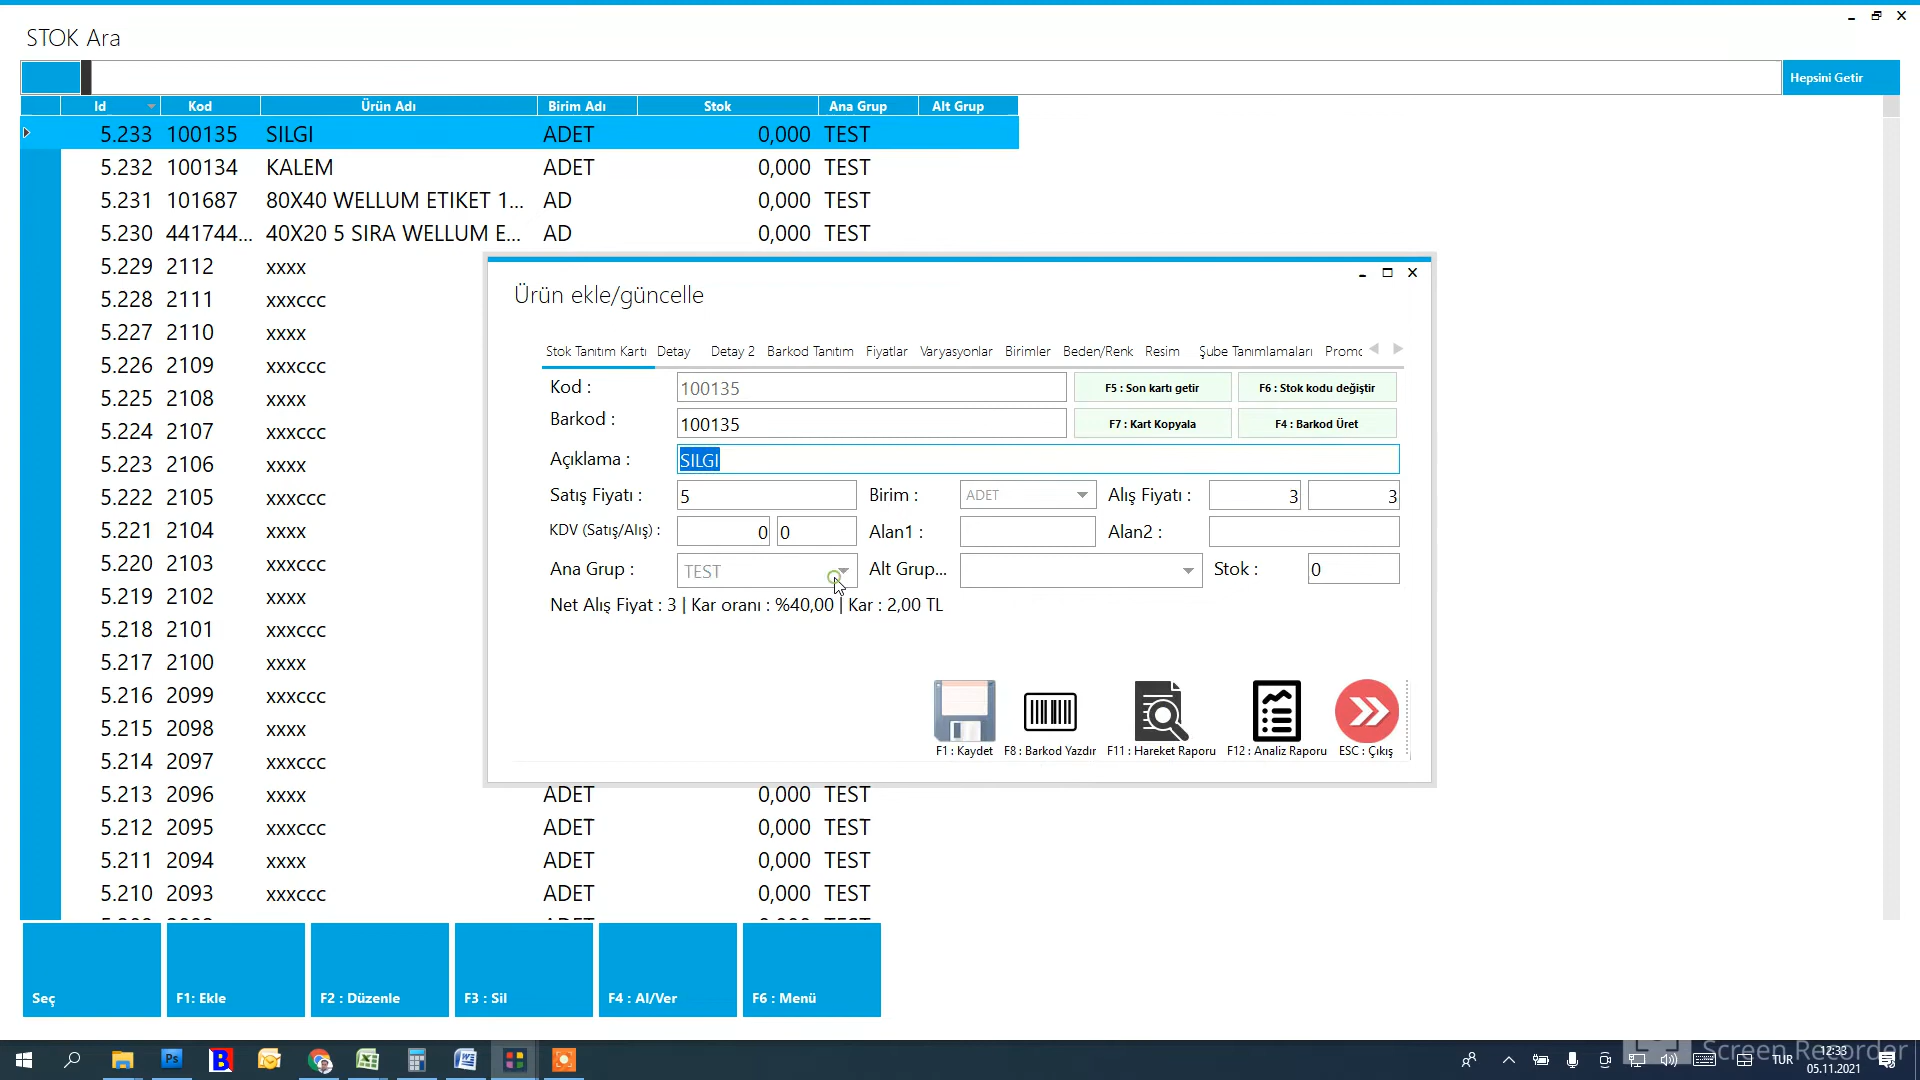 STOK Ara
Hepsini Getir
Id Kod Ürün Adı Birim Adı Stok Ana Grup Alt Grup
5.233 100135 SILGI ADET 0,000 TEST
5.232 100134 KALEM ADET 0,000 TEST
5.231 101687 80X40 WELLUM ETIKET 1... AD 0,000 TEST
5.230 441744... 40X20 5 SIRA WELLUM E... AD 0,000 TEST
5.229 2112 xxxx
5.228 2111 xxxccc
5.227 2110 xxxx
5.226 2109 xxxccc
5.225 2108 xxxx
5.224 2107 xxxccc
5.223 2106 xxxx
5.222 2105 xxxccc
5.221 2104 xxxx
5.220 2103 xxxccc
5.219 2102 xxxx
5.218 2101 xxxccc
5.217 2100 xxxx
5.216 2099 xxxccc
5.215 2098 xxxx
5.214 2097 xxxccc
5.213 2096 xxxx ADET 0,000 TEST
5.212 2095 xxxccc ADET 0,000 TEST
5.211 2094 xxxx ADET 0,000 TEST
5.210 2093 xxxccc ADET 0,000 TEST
Ürün ekle/güncelle
Stok Tanıtım Kartı Detay Detay 2 Barkod Tanıtım Fiyatlar Varyasyonlar Birimler Beden/Renk Resim Şube Tanımlamaları Promo
Kod : 100135 F5 : Son kartı getir F6 : Stok kodu değiştir
Barkod : 100135 F7 : Kart Kopyala F4 : Barkod Üret
Açıklama : SILGI
Satış Fiyatı : 5 Birim : ADET Alış Fiyatı : 3 3
KDV (Satış/Alış) : 0 0 Alan1 : Alan2 :
Ana Grup : TEST Alt Grup... Stok : 0
Net Alış Fiyat : 3 | Kar oranı : %40,00 | Kar : 2,00 TL
F1 : Kaydet F8 : Barkod Yazdır F11 : Hareket Raporu F12 : Analiz Raporu ESC : Çıkış
Seç F1: Ekle F2 : Düzenle F3 : Sil F4 : Al/Ver F6 : Menü
Ps B TUR 12:33
05.11.2021
Screen Recorder